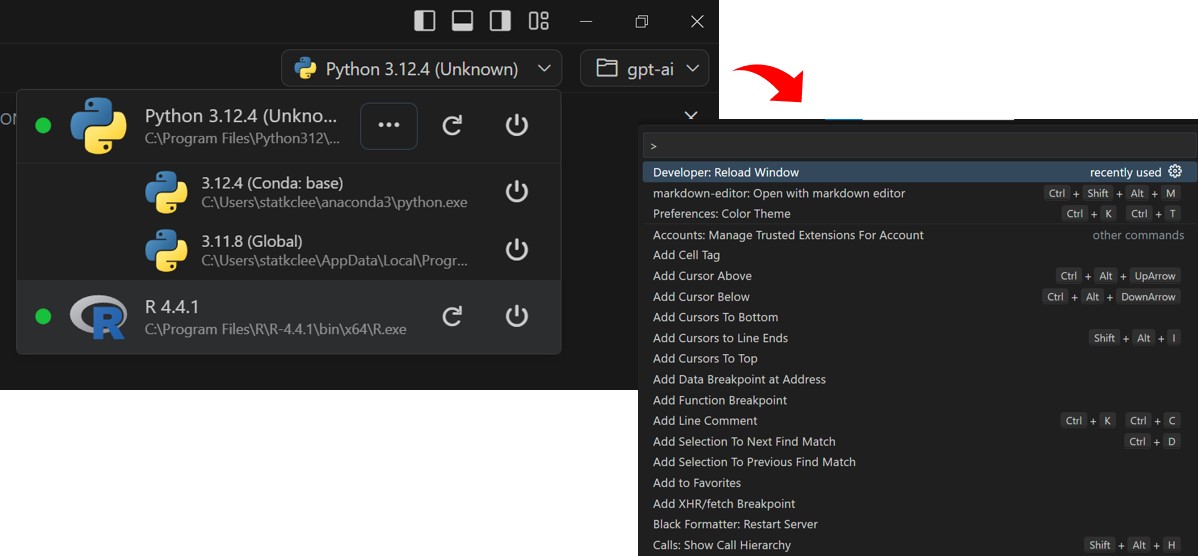 Python 3.12.4 (Unknown)
gpt-ai
Python 3.12.4 (Unkno...
C:\Program Files\Python312\...
3.12.4 (Conda: base)
C:\Users\statkclee\anaconda3\python.exe
3.11.8 (Global)
C:\Users\statkclee\AppData\Local\Progr...
R 4.4.1
C:\Program Files\R\R-4.4.1\bin\x64\R.exe
>
Developer: Reload Window recently used
markdown-editor: Open with markdown editor Ctrl + Shift + Alt + M
Preferences: Color Theme Ctrl + K Ctrl + T
Accounts: Manage Trusted Extensions For Account other commands
Add Cell Tag
Add Cursor Above Ctrl + Alt + UpArrow
Add Cursor Below Ctrl + Alt + DownArrow
Add Cursors To Bottom
Add Cursors to Line Ends Shift + Alt + I
Add Cursors To Top
Add Data Breakpoint at Address
Add Function Breakpoint
Add Line Comment Ctrl + K Ctrl + C
Add Selection To Next Find Match Ctrl + D
Add Selection To Previous Find Match
Add to Favorites
Add XHR/fetch Breakpoint
Black Formatter: Restart Server
Calls: Show Call Hierarchy Shift + Alt + H